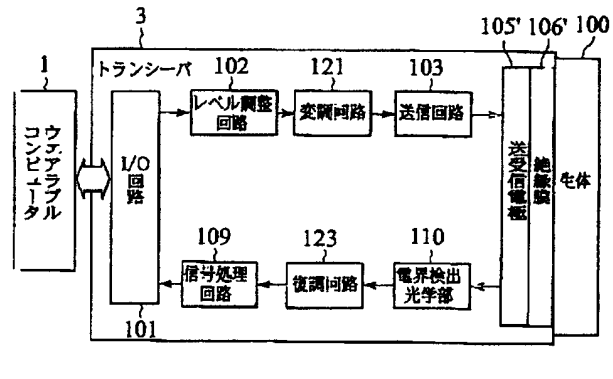 3
105' 106' 100
1
トランシーバ
102
121
103
ウエアラブル
コンピュータ
I/O
回路
レベル調整
回路
変調回路
送信回路
送受信電極
絶縁膜
生体
109
123
110
信号処理
回路
復調回路
電界検出
光学部
101